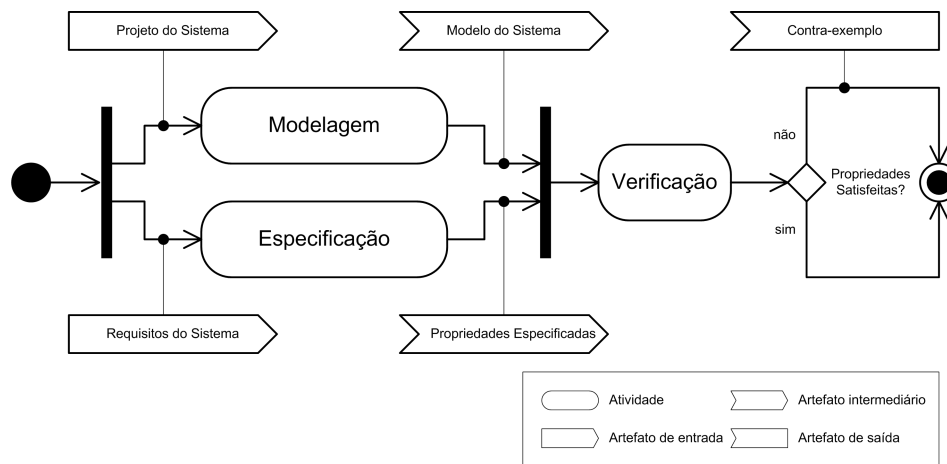 Projeto do Sistema
Modelo do Sistema
Contra-exemplo
Modelagem
não
Verificação
Propriedades
Satisfeitas?
sim
Especificação
Requisitos do Sistema
Propriedades Especificadas
Atividade
Artefato intermediário
Artefato de entrada
Artefato de saída